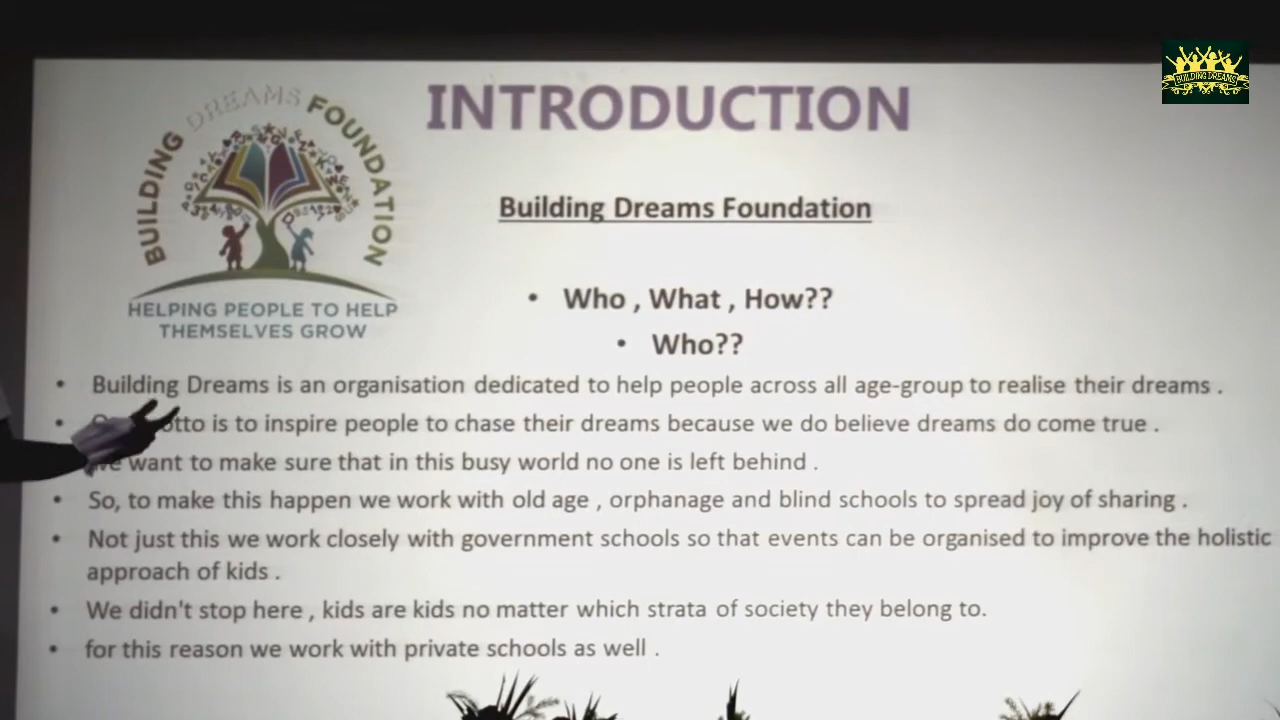 BUILDING DREAMS
BUILDING DREAMS FOUNDATION
HELPING PEOPLE TO HELP
THEMSELVES GROW
INTRODUCTION
Building Dreams Foundation
• Who , What , How??
• Who??
• Building Dreams is an organisation dedicated to help people across all age-group to realise their dreams .
• is to inspire people to chase their dreams because we do believe dreams do come true .
want to make sure that in this busy world no one is left behind .
• So, to make this happen we work with old age , orphanage and blind schools to spread joy of sharing .
• Not just this we work closely with government schools so that events can be organised to improve the holistic
approach of kids .
• We didn't stop here , kids are kids no matter which strata of society they belong to.
• for this reason we work with private schools as well .